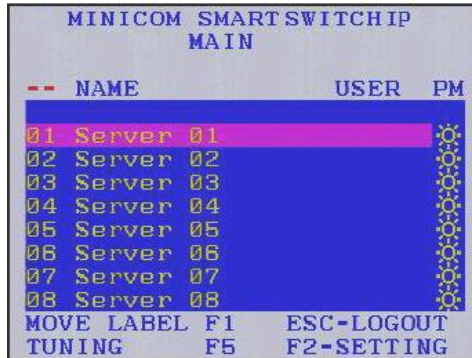 MINICOM SMARTSWITCHIP
MAIN
-- NAME USER PM
01 Server 01
02 Server 02
03 Server 03
04 Server 04
05 Server 05
06 Server 06
07 Server 07
08 Server 08
MOVE LABEL F1 ESC-LOGOUT
TUNING F5 F2-SETTING